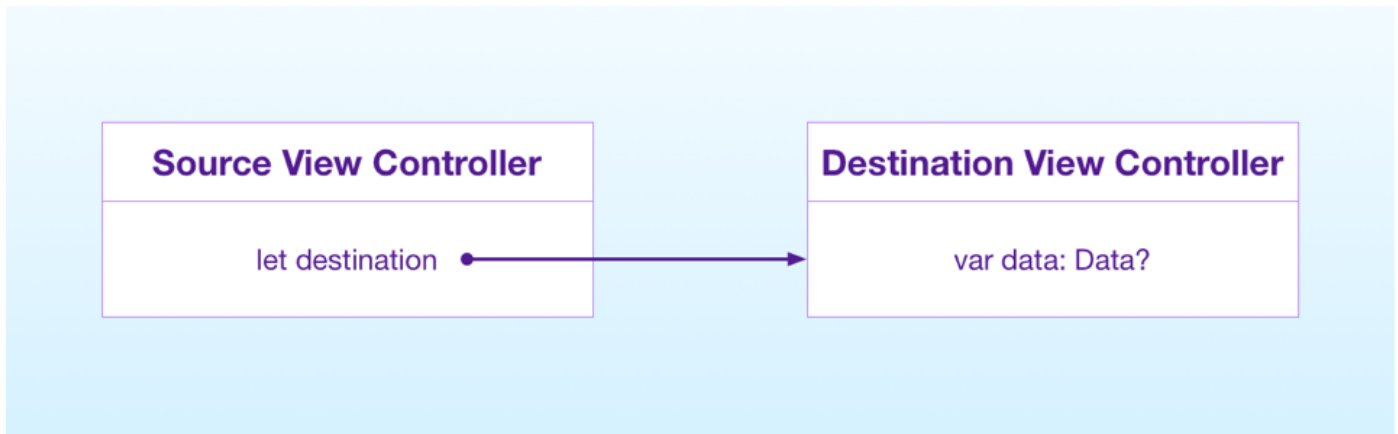 Source View Controller
let destination
Destination View Controller
var data: Data?